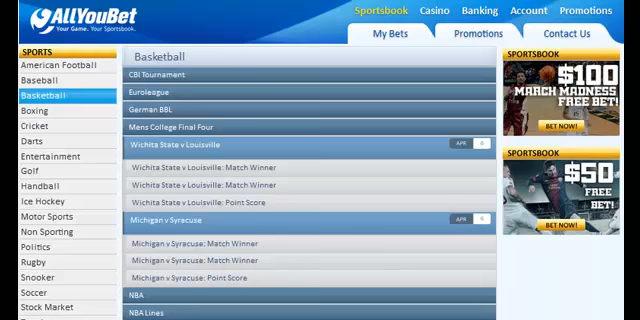 AllYouBet
Your Game. Your Sportsbook.
Sportsbook
Casino
Banking
Account
Promotions
My Bets
Promotions
Contact Us
SPORTS
American Football
Baseball
Basketball
Boxing
Cricket
Darts
Entertainment
Golf
Handball
Ice Hockey
Motor Sports
Non Sporting
Politics
Rugby
Snooker
Soccer
Stock Market
Basketball
CBI Tournament
Euroleague
German BBL
Mens College Final Four
Wichita State v Louisville
APR 6
Wichita State v Louisville: Match Winner
Wichita State v Louisville: Match Winner
Wichita State v Louisville: Point Score
Michigan v Syracuse
APR 6
Michigan v Syracuse: Match Winner
Michigan v Syracuse: Match Winner
Michigan v Syracuse: Point Score
NBA
NBA Lines
SPORTSBOOK
$100
MARCH MADNESS
FREE BET!
BET NOW!
SPORTSBOOK
$50
FREE
BET!
BET NOW!